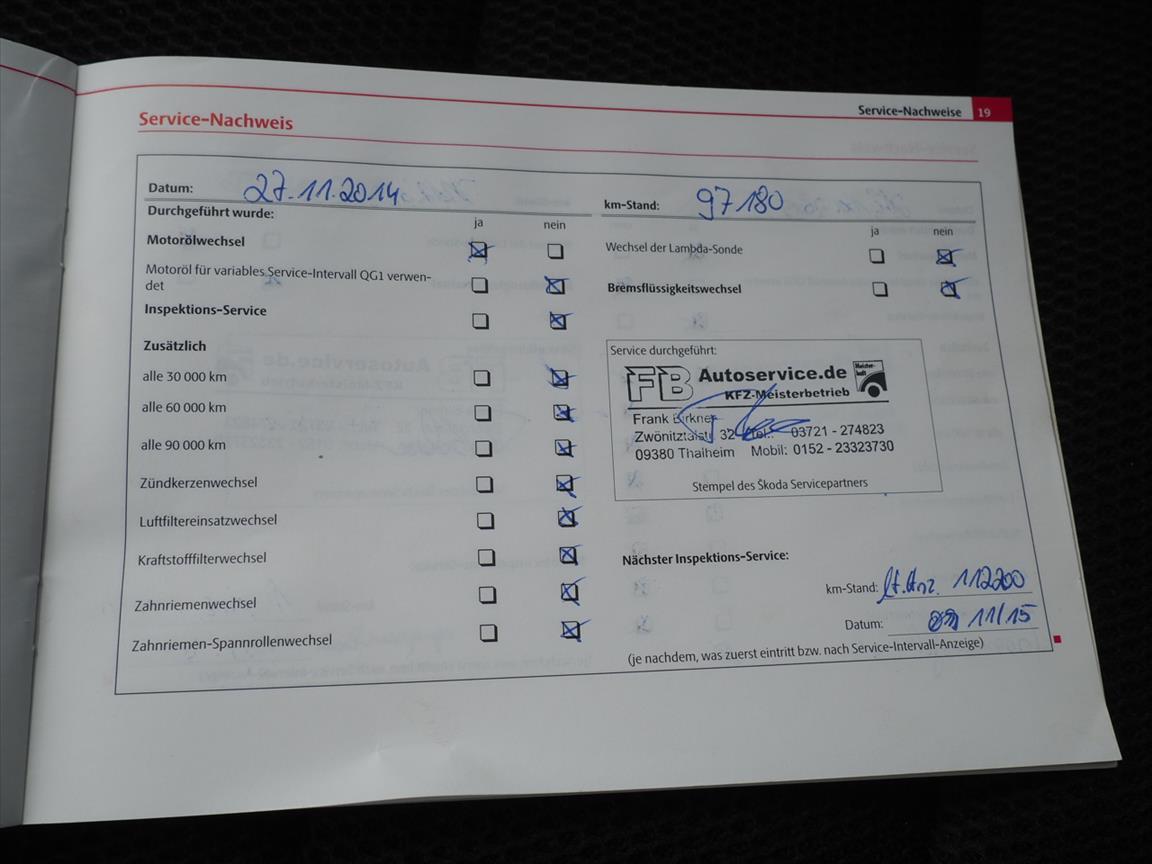 Service-Nachweise 19
Service-Nachweis
Datum: 27.11.2014
km-Stand: 97180
Durchgeführt wurde:
ja nein
Motorölwechsel
Motoröl für variables Service-Intervall QG1 verwen-
det
Inspektions-Service
Zusätzlich
alle 30 000 km
alle 60 000 km
alle 90 000 km
Zündkerzenwechsel
Luftfiltereinsatzwechsel
Kraftstofffilterwechsel
Zahnriemenwechsel
Zahnriemen-Spannrollenwechsel
ja nein
Wechsel der Lambda-Sonde
Bremsflüssigkeitswechsel
Service durchgeführt:
FB Autoservice.de
Meister-
haft
KFZ-Meisterbetrieb
Frank Birkner
Zwönitztalstr. 32 Tel.: 03721 - 274823
09380 Thalheim Mobil: 0152 - 23323730
Stempel des Škoda Servicepartners
Nächster Inspektions-Service:
km-Stand: lt. Anz. 112200
Datum: 11/15
(je nachdem, was zuerst eintritt bzw. nach Service-Intervall-Anzeige)